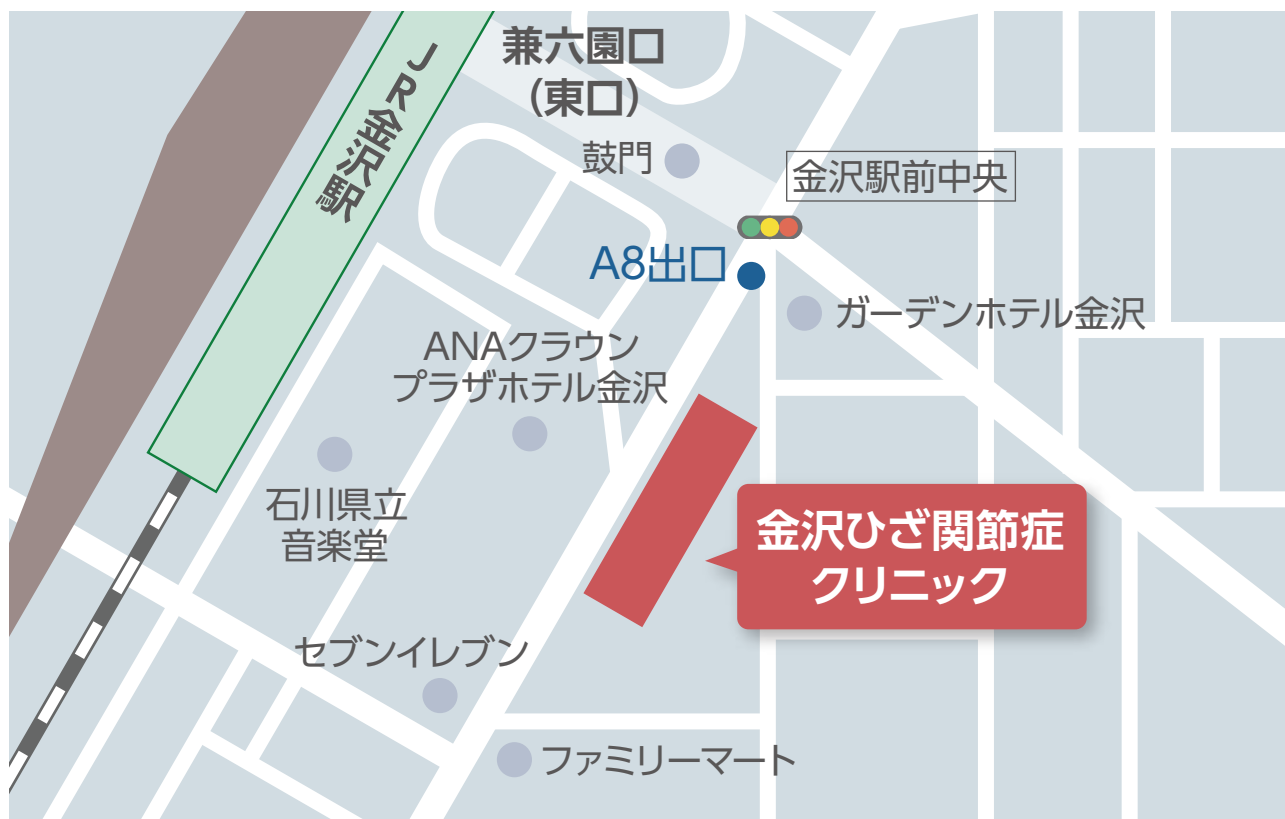 兼六園口
(東口)
JR金沢駅
鼓門
金沢駅前中央
A8出口
ガーデンホテル金沢
ANAクラウン
プラザホテル金沢
石川県立
音楽堂
金沢ひざ関節症
クリニック
セブンイレブン
ファミリーマート